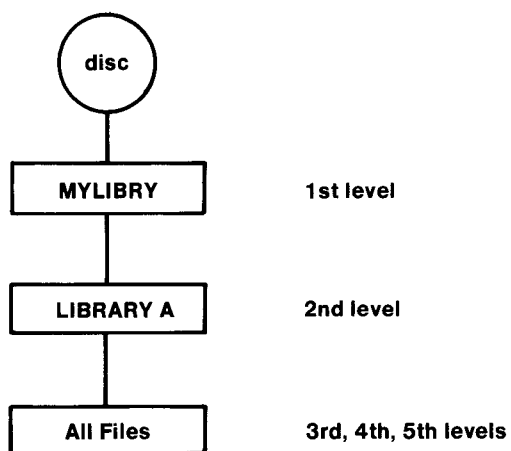 disc
MYLIBRY 1st level
LIBRARY A 2nd level
All Files 3rd, 4th, 5th levels